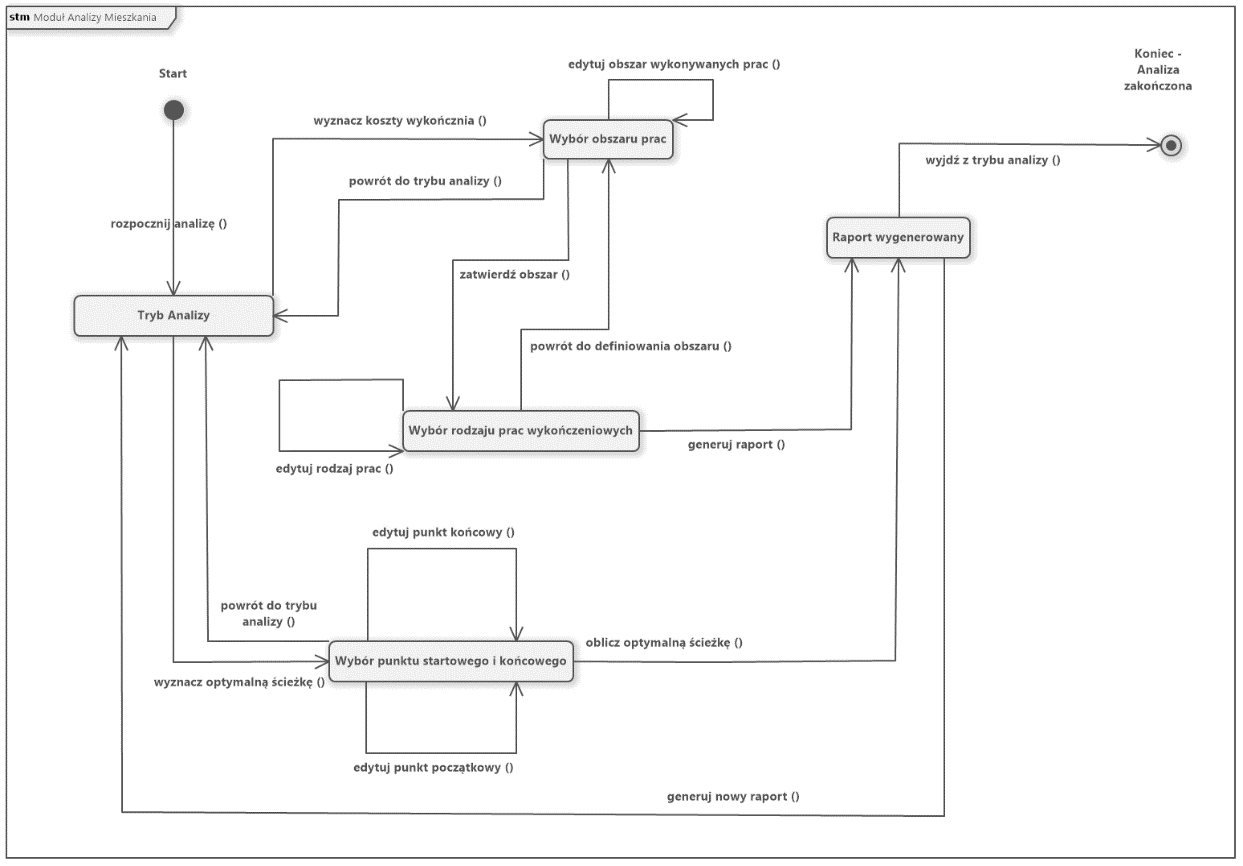 stm Moduł Analizy Mieszkania
Koniec -
Analiza
zakończona
edytuj obszar wykonywanych prac ()
Start
wyznacz koszty wykończnia ()
Wybór obszaru prac
wyjdź z trybu analizy ()
powrót do trybu analizy ()
rozpocznij analizę ()
Raport wygenerowany
zatwierdź obszar ()
Tryb Analizy
powrót do definiowania obszaru ()
Wybór rodzaju prac wykończeniowych
generuj raport ()
edytuj rodzaj prac ()
edytuj punkt końcowy ()
powrót do trybu
analizy ()
oblicz optymalną ścieżkę ()
Wybór punktu startowego i końcowego
wyznacz optymalną ścieżkę ()
edytuj punkt początkowy ()
generuj nowy raport ()